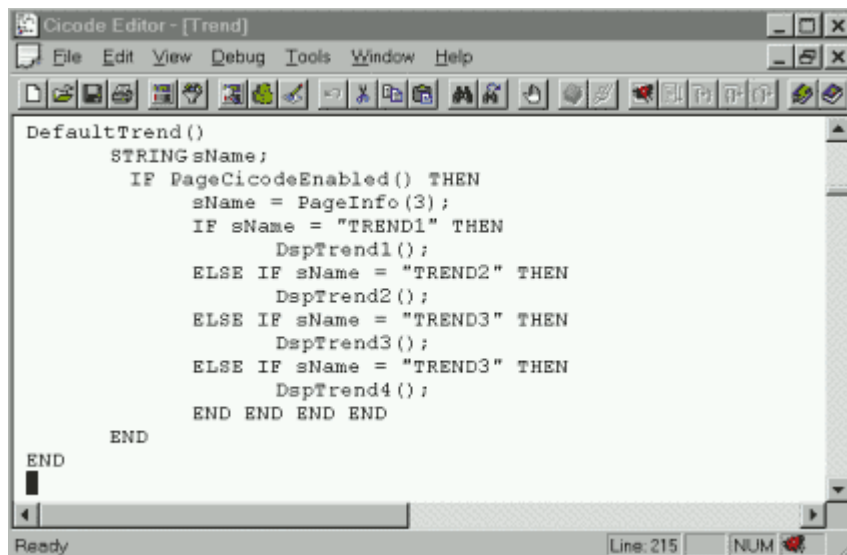 Cicode Editor - [Trend]
File Edit View Debug Tools Window Help
DefaultTrend()
STRING sName;
IF PageCicodeEnabled() THEN
sName = PageInfo(3);
IF sName = "TREND1" THEN
DspTrend1();
ELSE IF sName = "TREND2" THEN
DspTrend2();
ELSE IF sName = "TREND3" THEN
DspTrend3();
ELSE IF sName = "TREND3" THEN
DspTrend4();
END END END END
END
END
Ready Line: 215 NUM